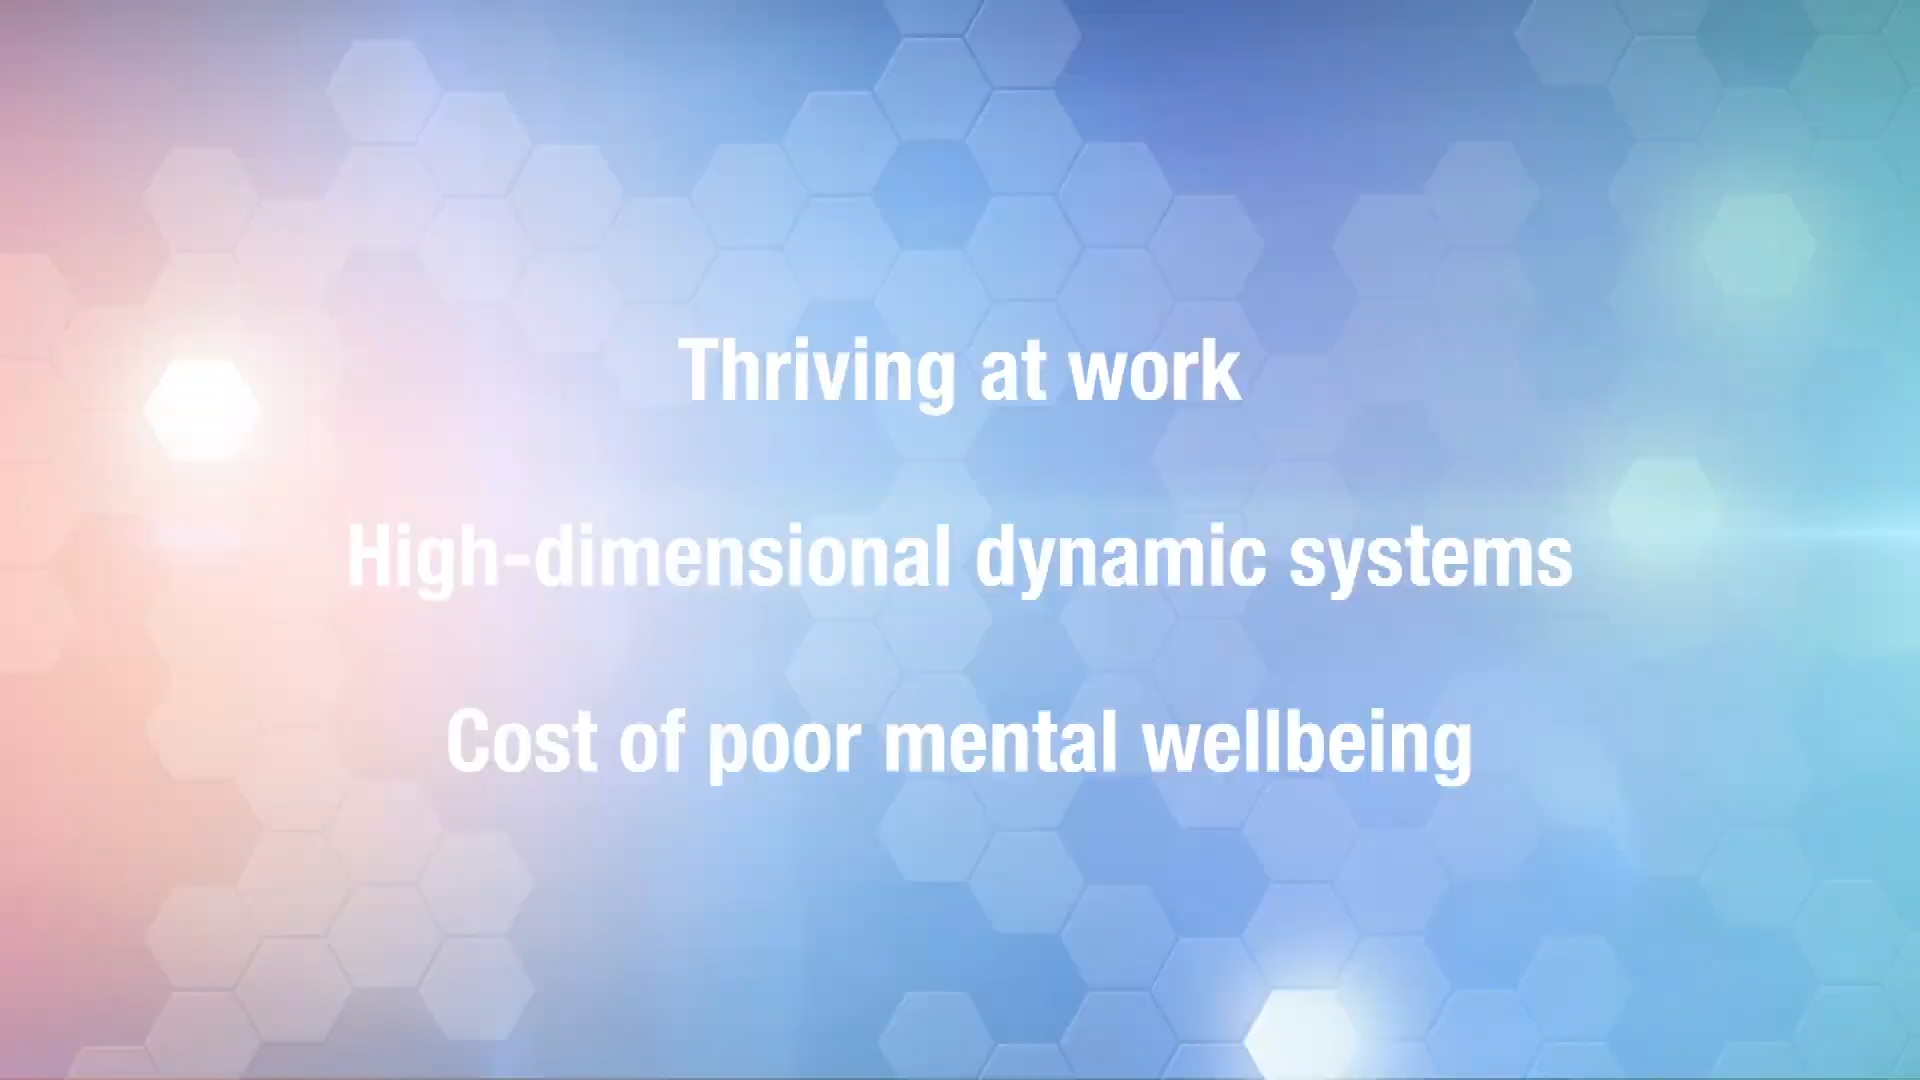 Thriving at work
High-dimensional dynamic systems
Cost of poor mental wellbeing